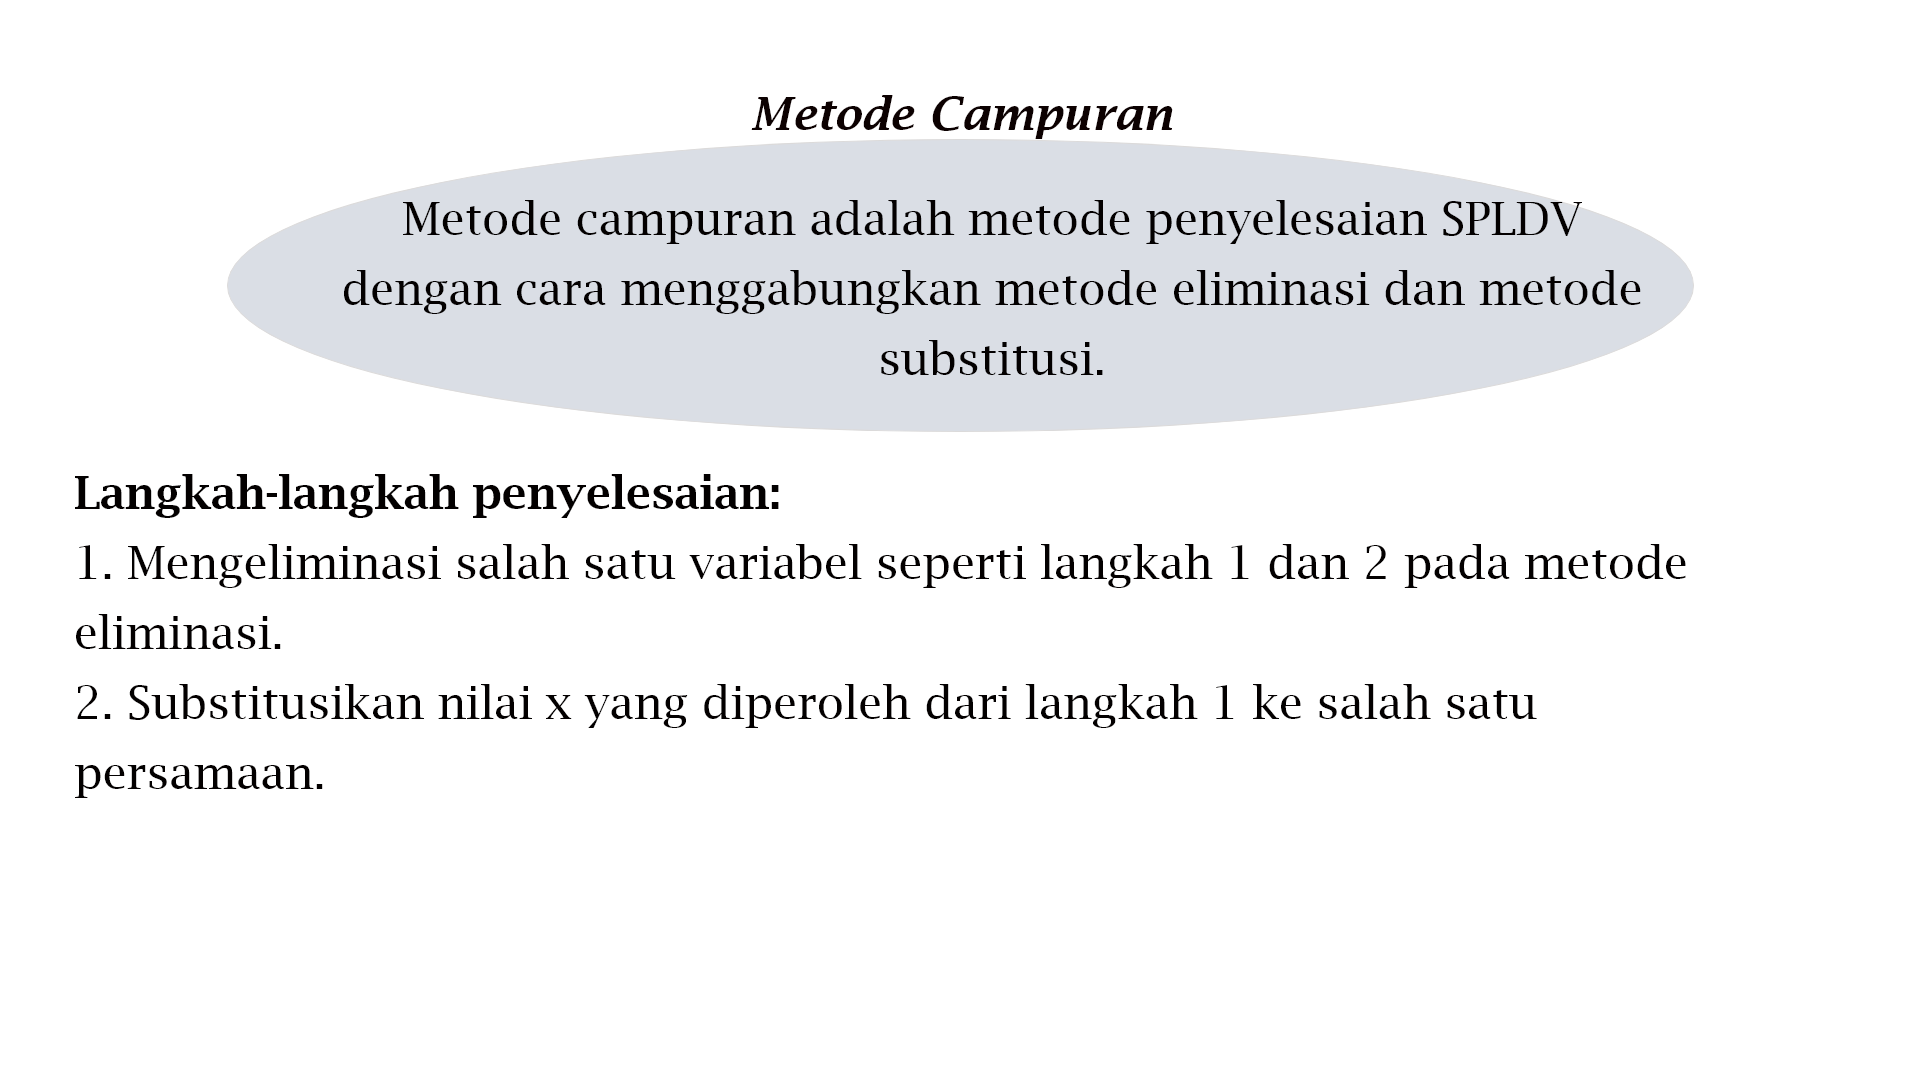 Metode Campuran
Metode campuran adalah metode penyelesaian SPLDV
dengan cara menggabungkan metode eliminasi dan metode
substitusi.
Langkah-langkah penyelesaian:
1. Mengeliminasi salah satu variabel seperti langkah 1 dan 2 pada metode
eliminasi.
2. Substitusikan nilai x yang diperoleh dari langkah 1 ke salah satu
persamaan.